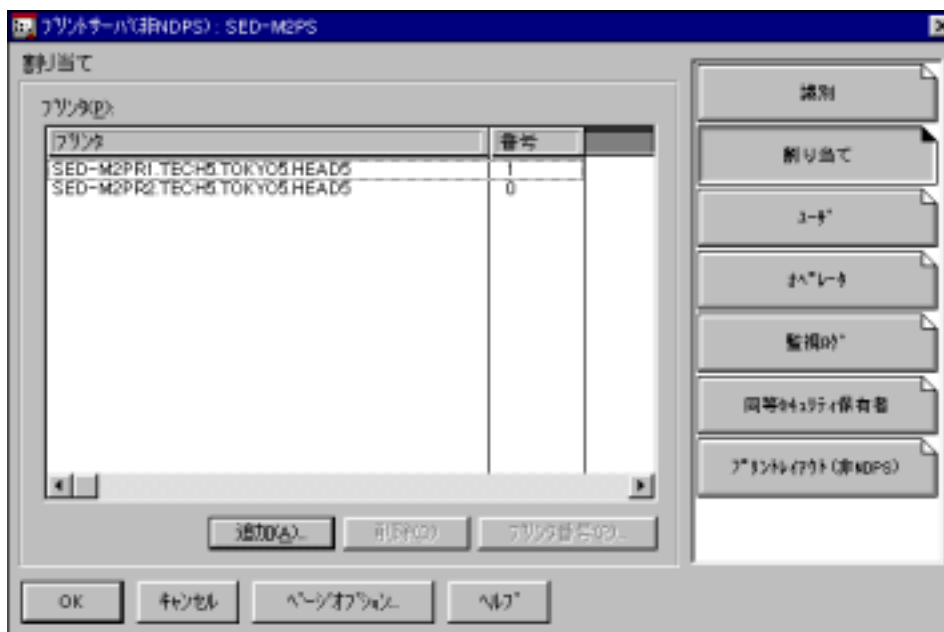 プリントサーバ(非NDPS) : SED-M2PS
割り当て
プリンタ(P):
プリンタ 番号
SED-M2PR1.TECH5.TOKYO5.HEAD5 1
SED-M2PR2.TECH5.TOKYO5.HEAD5 0
追加(A)... 削除(D) プリンタ番号(P)...
OK キャンセル ページオプション... ヘルプ
識別
割り当て
ユーザ
オペレータ
監視ログ
同等セキュリティ保有者
プリントレイアウト(非NDPS)